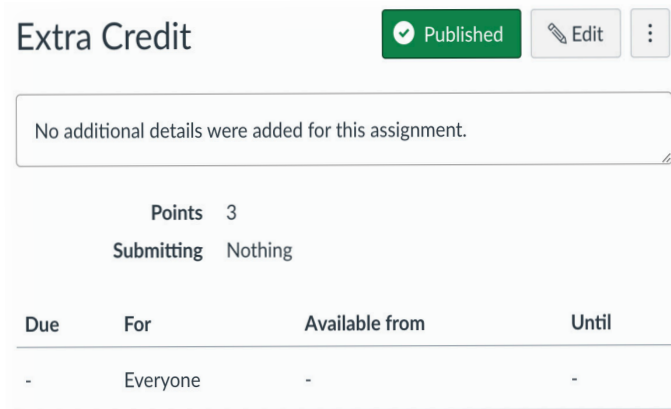 Extra Credit
Published
Edit
No additional details were added for this assignment.
Points 3
Submitting Nothing
Due For Available from Until
- Everyone - -